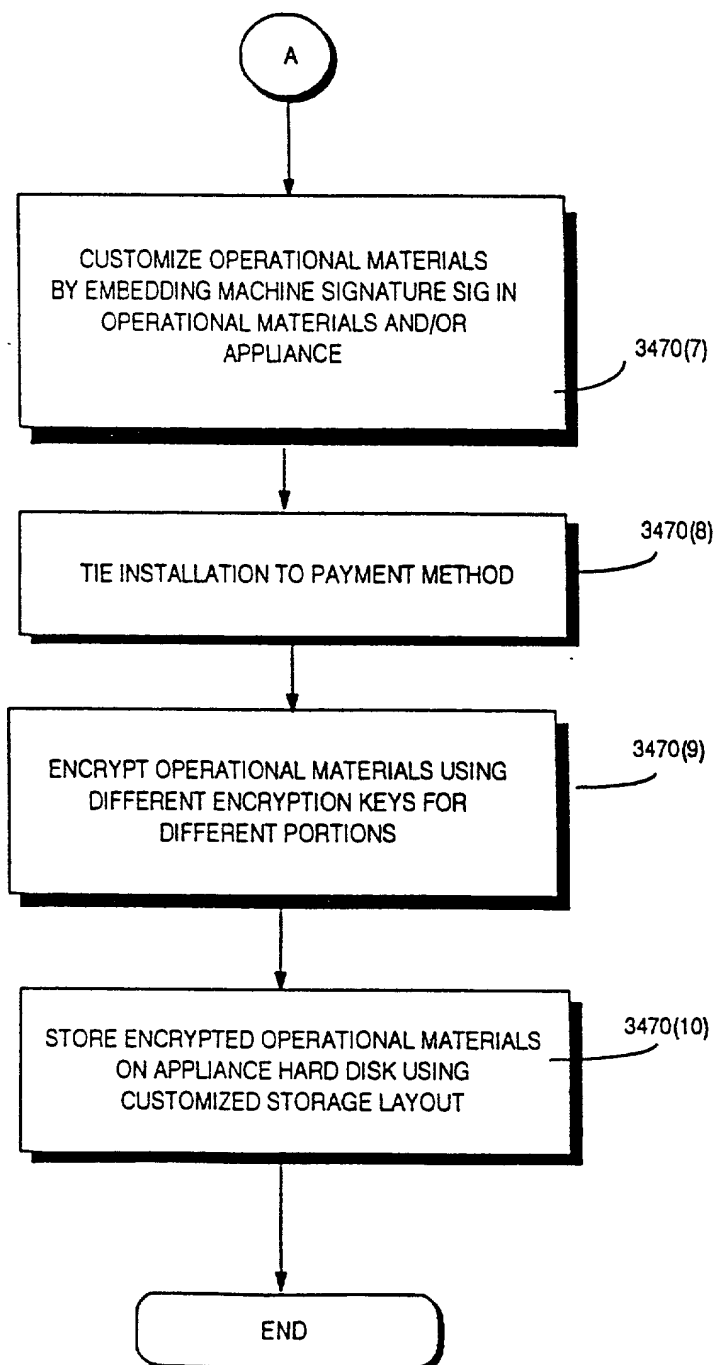 A
CUSTOMIZE OPERATIONAL MATERIALS
BY EMBEDDING MACHINE SIGNATURE SIG IN
OPERATIONAL MATERIALS AND/OR
APPLIANCE
3470(7)
3470(8)
TIE INSTALLATION TO PAYMENT METHOD
3470(9)
ENCRYPT OPERATIONAL MATERIALS USING
DIFFERENT ENCRYPTION KEYS FOR
DIFFERENT PORTIONS
3470(10)
STORE ENCRYPTED OPERATIONAL MATERIALS
ON APPLIANCE HARD DISK USING
CUSTOMIZED STORAGE LAYOUT
END